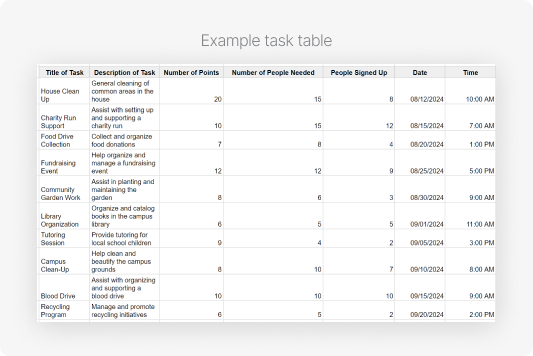 Example task table
Title of Task Description of Task Number of Points Number of People Needed People Signed Up Date Time
House Clean Up General cleaning of common areas in the house 20 15 8 08/12/2024 10:00 AM
Charity Run Support Assist with setting up and supporting a charity run 10 15 12 08/15/2024 7:00 AM
Food Drive Collection Collect and organize food donations 7 8 4 08/20/2024 1:00 PM
Fundraising Event Help organize and manage a fundraising event 12 12 9 08/25/2024 5:00 PM
Community Garden Work Assist in planting and maintaining the garden 8 6 3 08/30/2024 9:00 AM
Library Organization Organize and catalog books in the campus library 6 5 5 09/01/2024 11:00 AM
Tutoring Session Provide tutoring for local school children 9 4 2 09/05/2024 3:00 PM
Campus Clean-Up Help clean and beautify the campus grounds 8 10 7 09/10/2024 8:00 AM
Blood Drive Assist with organizing and supporting a blood drive 10 10 10 09/15/2024 9:00 AM
Recycling Program Manage and promote recycling initiatives 6 5 2 09/20/2024 2:00 PM